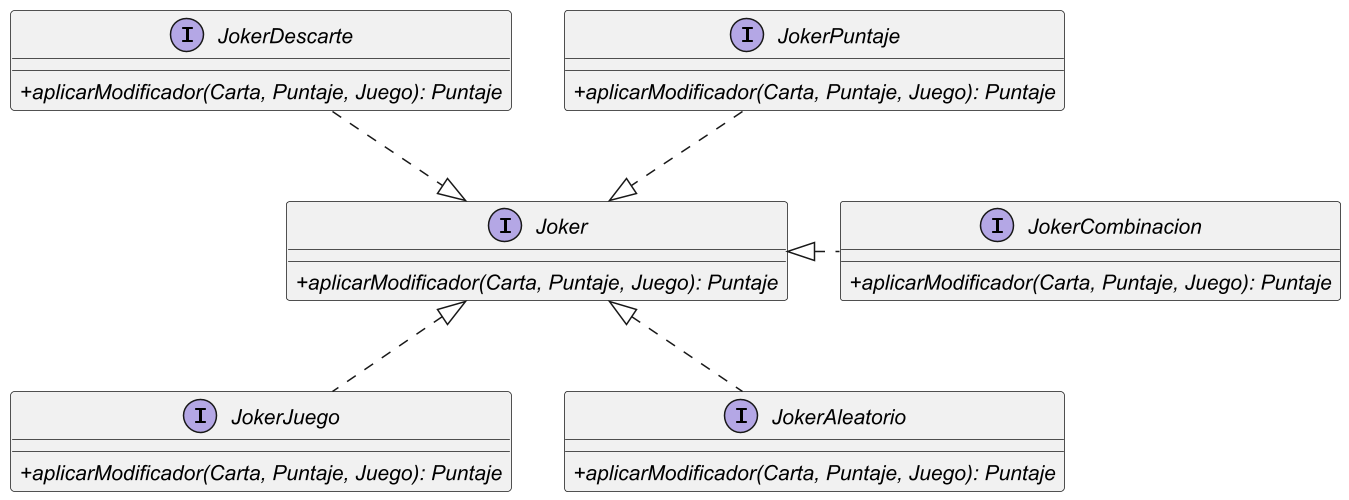 I JokerDescarte
+aplicarModificador(Carta, Puntaje, Juego): Puntaje
I JokerPuntaje
+aplicarModificador(Carta, Puntaje, Juego): Puntaje
I Joker
+aplicarModificador(Carta, Puntaje, Juego): Puntaje
I JokerCombinacion
+aplicarModificador(Carta, Puntaje, Juego): Puntaje
I JokerJuego
+aplicarModificador(Carta, Puntaje, Juego): Puntaje
I JokerAleatorio
+aplicarModificador(Carta, Puntaje, Juego): Puntaje